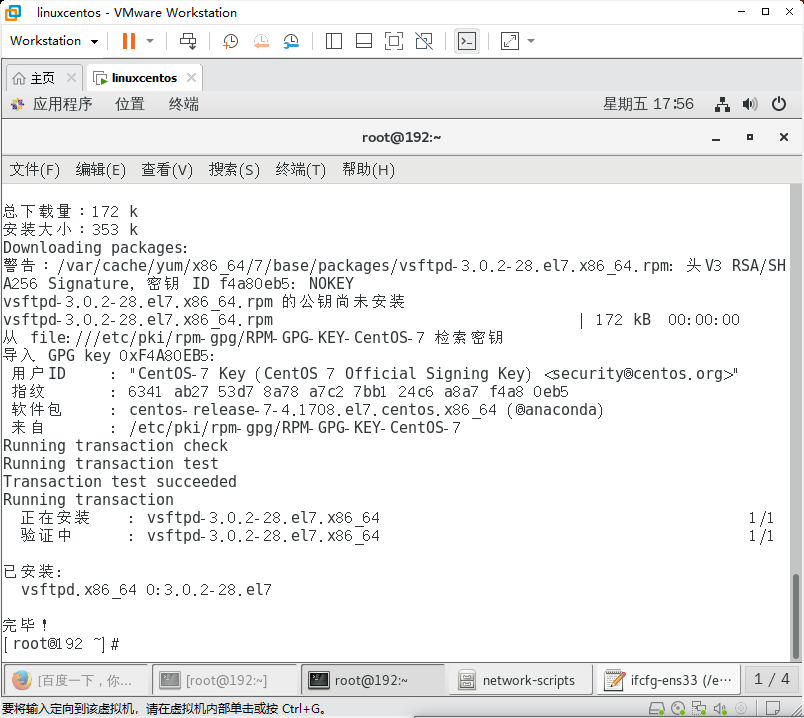 linuxcentos - VMware Workstation
Workstation
主页 linuxcentos
应用程序 位置 终端 星期五 17:56
root@192:~
文件(F) 编辑(E) 查看(V) 搜索(S) 终端(T) 帮助(H)
总下载量：172 k
安装大小：353 k
Downloading packages:
警告：/var/cache/yum/x86_64/7/base/packages/vsftpd-3.0.2-28.el7.x86_64.rpm: 头V3 RSA/SH
A256 Signature, 密钥 ID f4a80eb5: NOKEY
vsftpd-3.0.2-28.el7.x86_64.rpm 的公钥尚未安装
vsftpd-3.0.2-28.el7.x86_64.rpm | 172 kB 00:00:00
从 file:///etc/pki/rpm-gpg/RPM-GPG-KEY-CentOS-7 检索密钥
导入 GPG key 0xF4A80EB5:
用户ID : "CentOS-7 Key (CentOS 7 Official Signing Key) <security@centos.org>"
指纹 : 6341 ab27 53d7 8a78 a7c2 7bb1 24c6 a8a7 f4a8 0eb5
软件包 : centos-release-7-4.1708.el7.centos.x86_64 (@anaconda)
来自 : /etc/pki/rpm-gpg/RPM-GPG-KEY-CentOS-7
Running transaction check
Running transaction test
Transaction test succeeded
Running transaction
正在安装 : vsftpd-3.0.2-28.el7.x86_64 1/1
验证中 : vsftpd-3.0.2-28.el7.x86_64 1/1
已安装:
vsftpd.x86_64 0:3.0.2-28.el7
完毕！
[root@192 ~]#
[百度一下，你... [root@192:~] root@192:~ network-scripts ifcfg-ens33 (/e... 1 / 4
要将输入定向到该虚拟机，请在虚拟机内部单击或按 Ctrl+G。